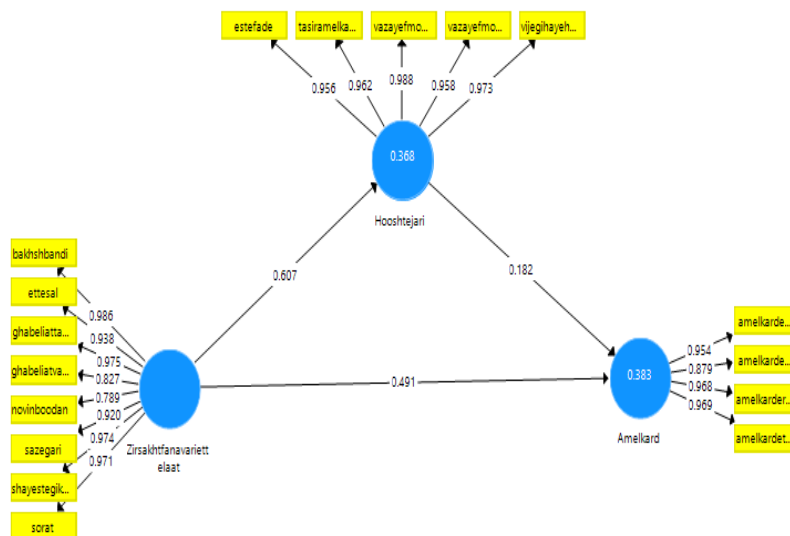 estefade
tasiramelka...
vazayefmo...
vazayefmo...
vijegihayeh...
0.956
0.962
0.988
0.958
0.973
0.368
Hooshtejari
0.607
0.182
bakhshbandi
ettesal
ghabeliatta...
ghabeliatva...
novinboodan
sazegari
shayestegik...
sorat
0.986
0.938
0.975
0.827
0.789
0.920
0.974
0.971
Zirsakhtfanavariett
elaat
0.491
0.383
Amelkard
0.954
0.879
0.968
0.969
amelkarde...
amelkarde...
amelkarder...
amelkardet...